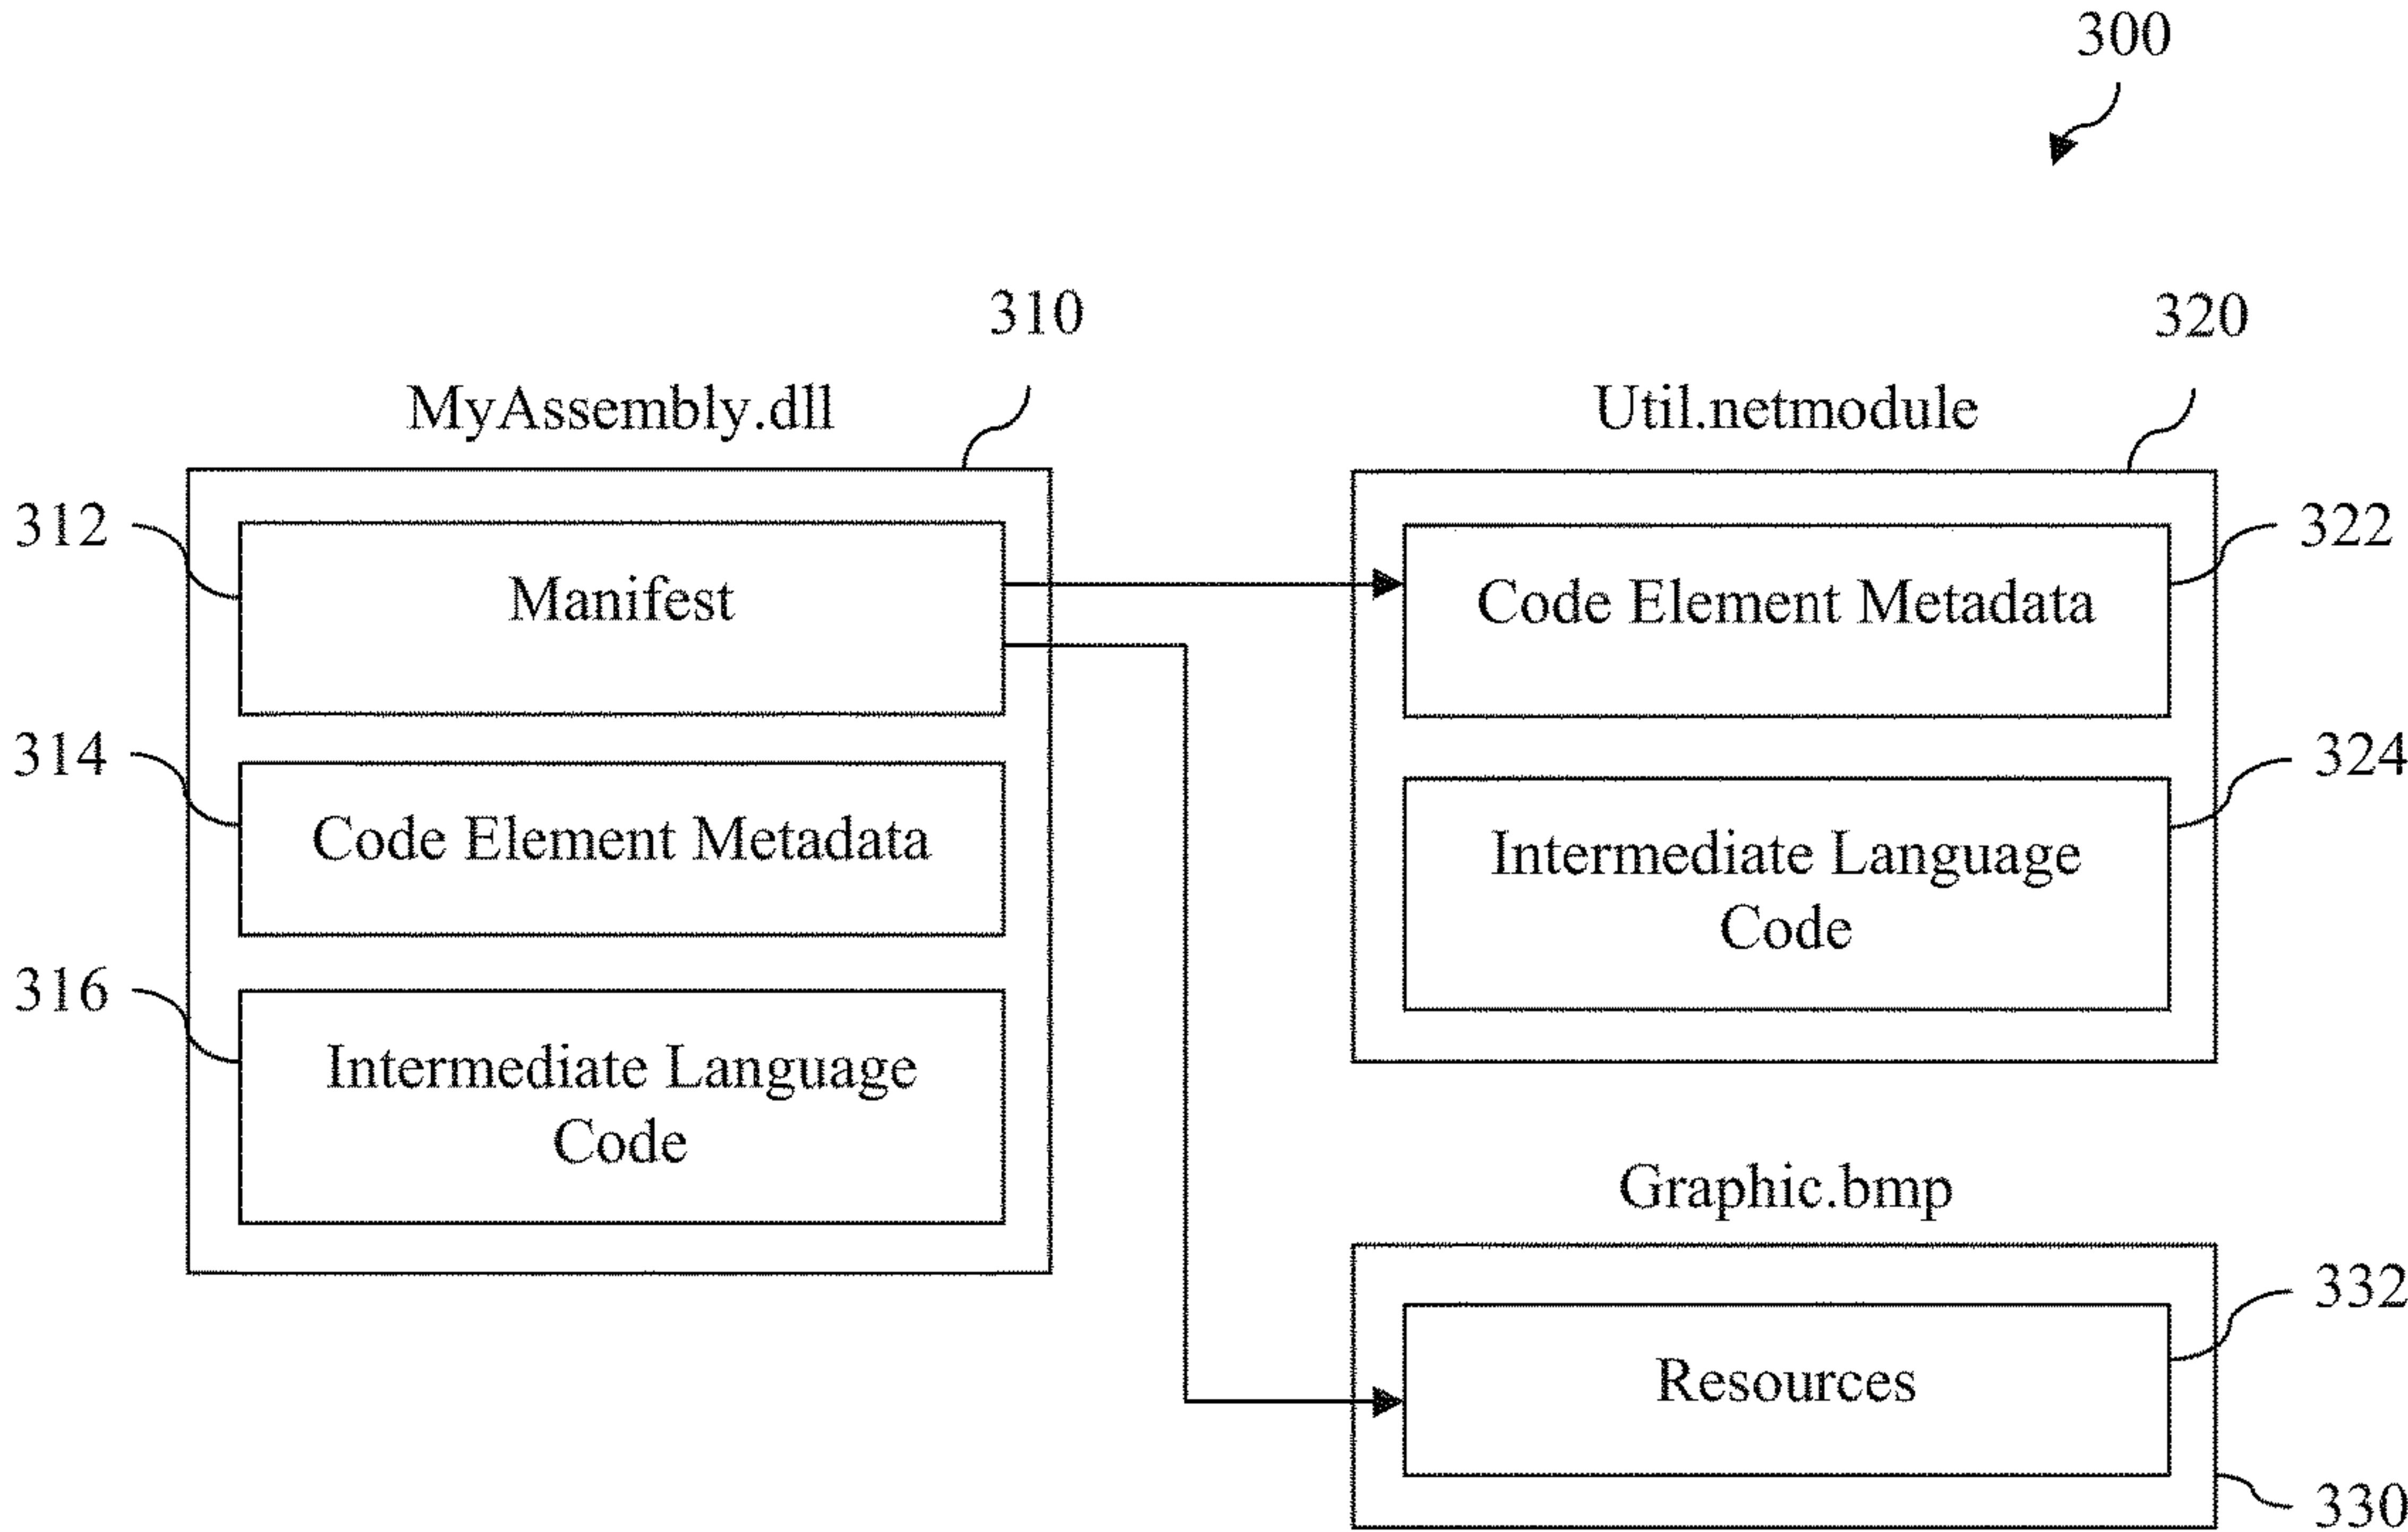 300
310
320
MyAssembly.dll
Util.netmodule
312
Manifest
Code Element Metadata
322
314
Code Element Metadata
324
Intermediate Language
Code
316
Intermediate Language
Code
Graphic.bmp
332
Resources
330